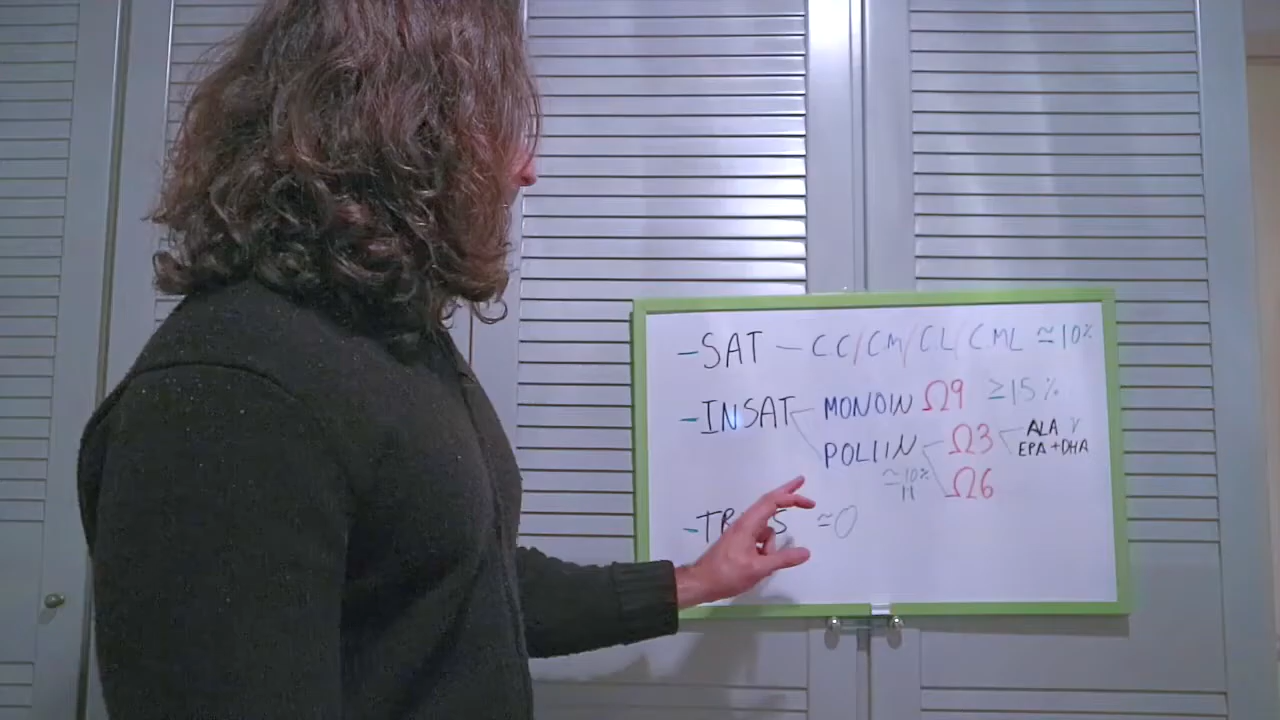 -SAT - CC/CM/CL/CML ≃10%
-INSAT MONOIN Ω9 ≥15%
POLIIN - Ω3 ALA
EPA+DHA
≃10% Ω6
≃0